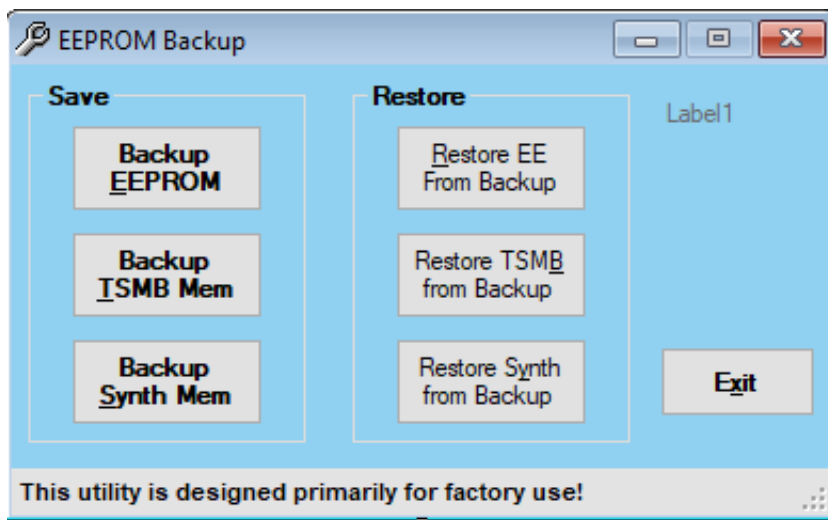 EEPROM Backup
Save
Backup
EEPROM
Backup
TSMB Mem
Backup
Synth Mem
Restore
Restore EE
From Backup
Restore TSMB
from Backup
Restore Synth
from Backup
Label1
Exit
This utility is designed primarily for factory use!